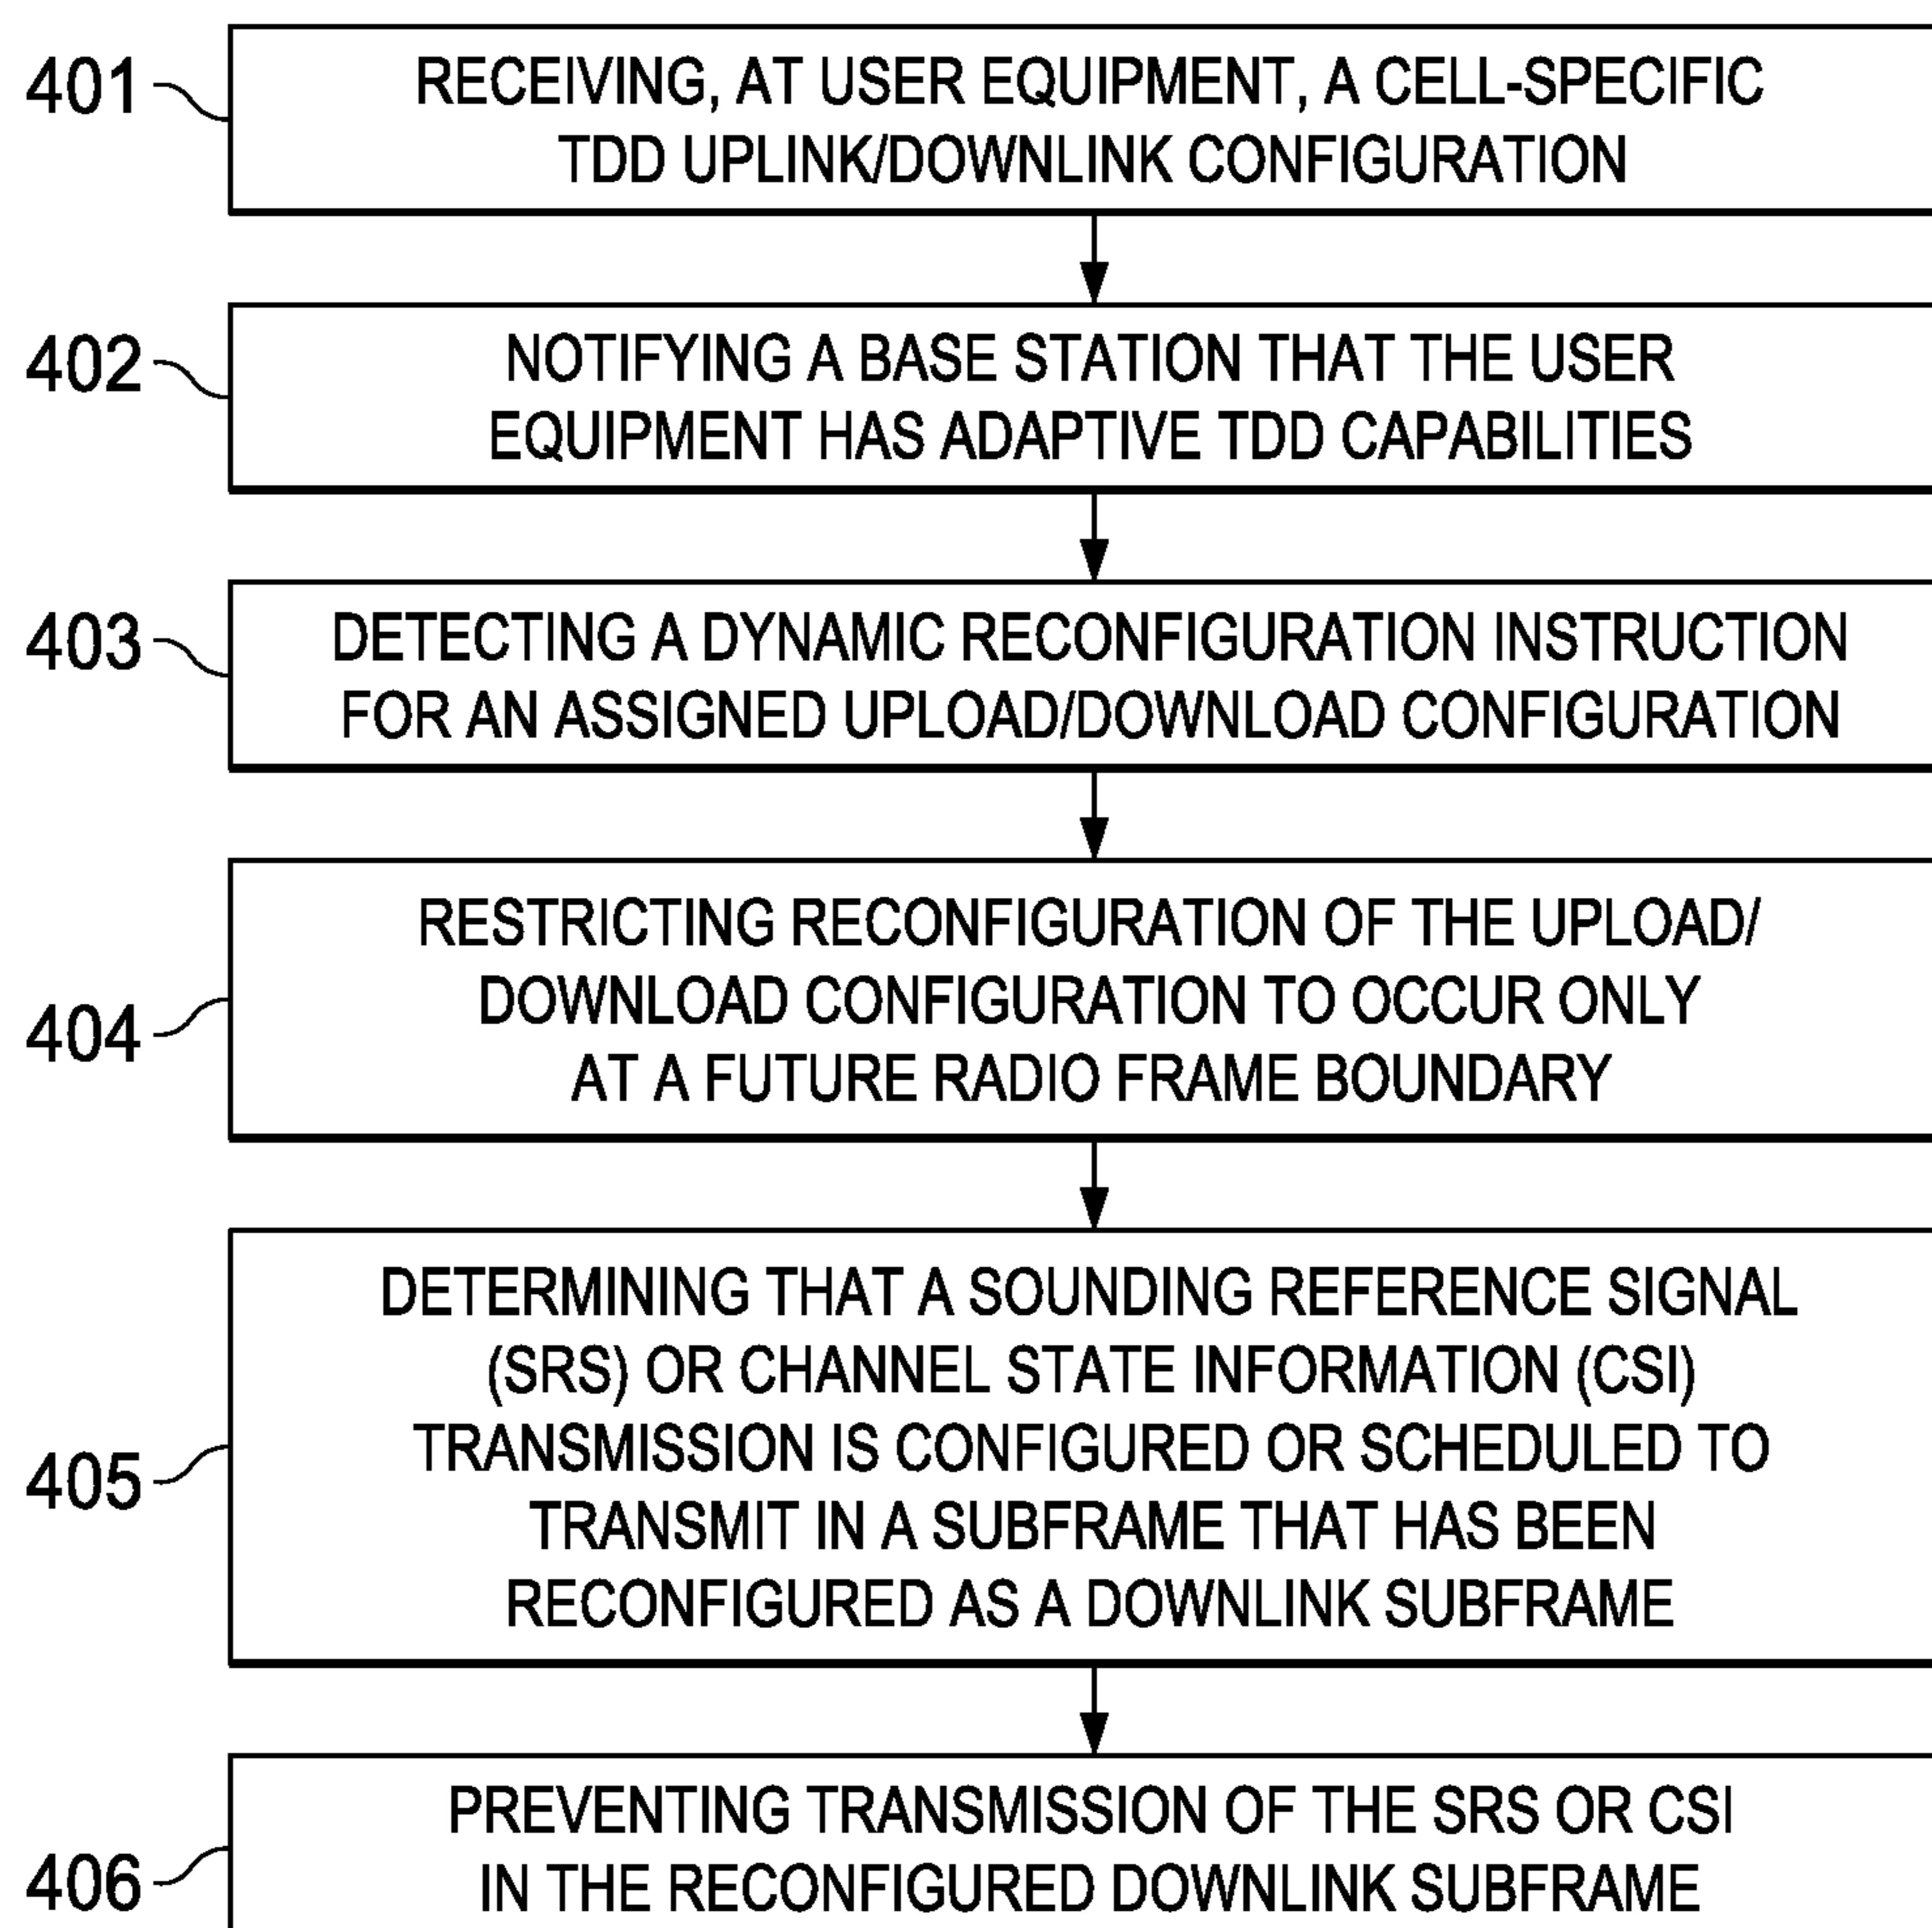 401
RECEIVING, AT USER EQUIPMENT, A CELL-SPECIFIC
TDD UPLINK/DOWNLINK CONFIGURATION
402
NOTIFYING A BASE STATION THAT THE USER
EQUIPMENT HAS ADAPTIVE TDD CAPABILITIES
403
DETECTING A DYNAMIC RECONFIGURATION INSTRUCTION
FOR AN ASSIGNED UPLOAD/DOWNLOAD CONFIGURATION
404
RESTRICTING RECONFIGURATION OF THE UPLOAD/
DOWNLOAD CONFIGURATION TO OCCUR ONLY
AT A FUTURE RADIO FRAME BOUNDARY
405
DETERMINING THAT A SOUNDING REFERENCE SIGNAL
(SRS) OR CHANNEL STATE INFORMATION (CSI)
TRANSMISSION IS CONFIGURED OR SCHEDULED TO
TRANSMIT IN A SUBFRAME THAT HAS BEEN
RECONFIGURED AS A DOWNLINK SUBFRAME
406
PREVENTING TRANSMISSION OF THE SRS OR CSI
IN THE RECONFIGURED DOWNLINK SUBFRAME